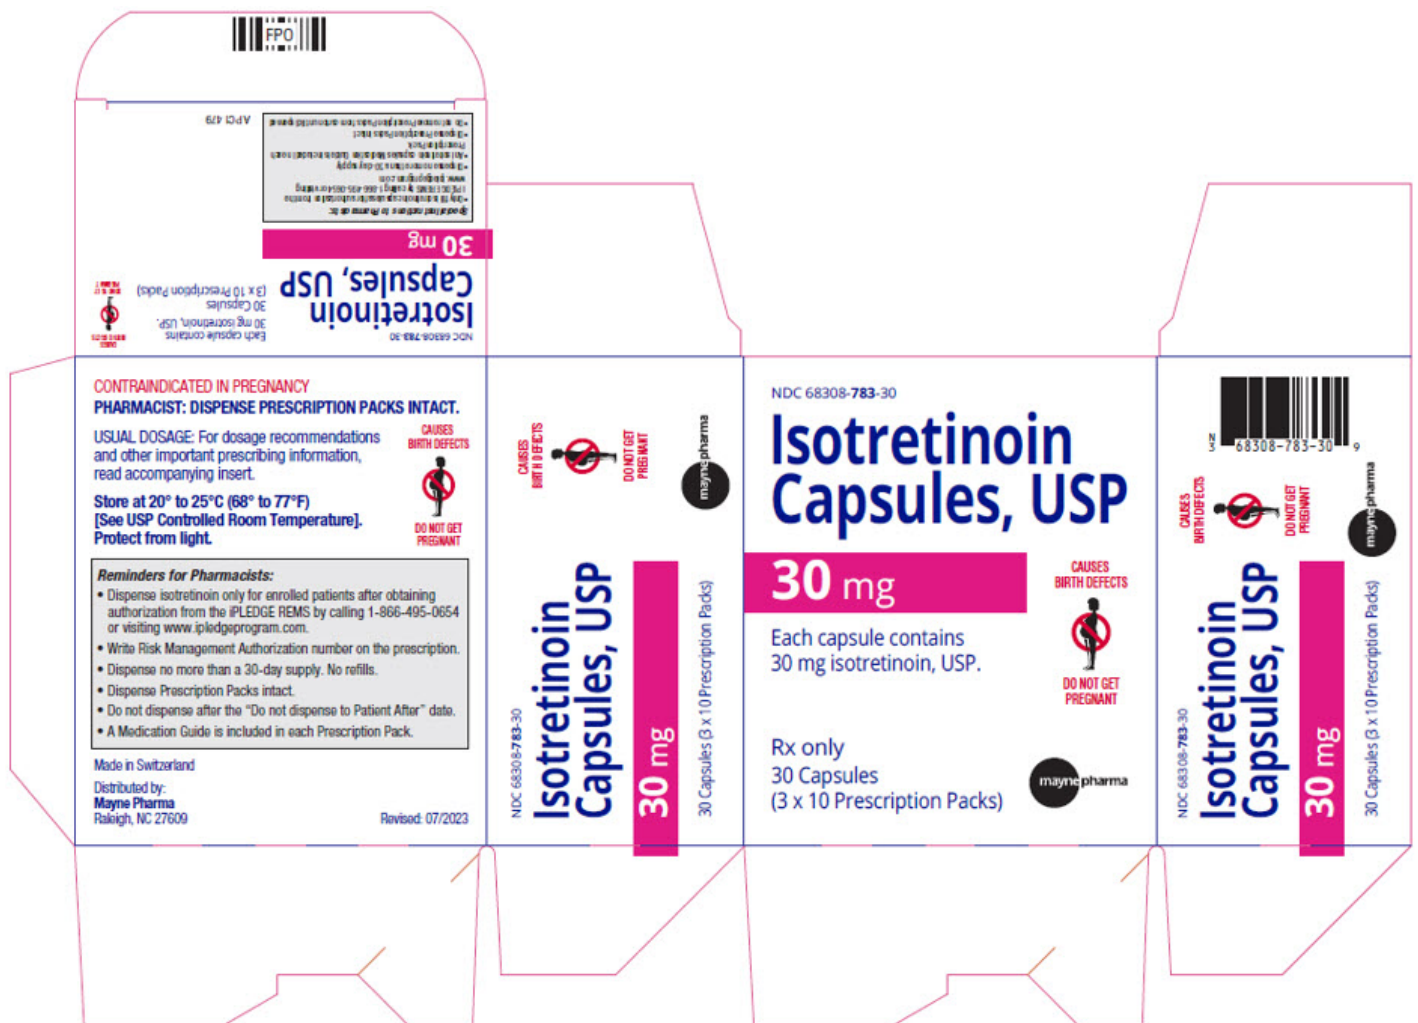 FPO
APCI 479
Special Instructions to Pharmacists:
30 mg
Isotretinoin
Capsules, USP
NDC 68308-783-30
Each capsule contains
30 mg isotretinoin, USP.
30 Capsules
(3 x 10 Prescription Packs)
CONTRAINDICATED IN PREGNANCY
PHARMACIST: DISPENSE PRESCRIPTION PACKS INTACT.
USUAL DOSAGE: For dosage recommendations
and other important prescribing information,
read accompanying insert.
Store at 20° to 25°C (68° to 77°F)
[See USP Controlled Room Temperature].
Protect from light.
CAUSES
BIRTH DEFECTS
DO NOT GET
PREGNANT
Reminders for Pharmacists:
• Dispense isotretinoin only for enrolled patients after obtaining
authorization from the iPLEDGE REMS by calling 1-866-495-0654
or visiting www.ipledgeprogram.com.
• Write Risk Management Authorization number on the prescription.
• Dispense no more than a 30-day supply. No refills.
• Dispense Prescription Packs intact.
• Do not dispense after the “Do not dispense to Patient After” date.
• A Medication Guide is included in each Prescription Pack.
Made in Switzerland
Distributed by:
Mayne Pharma
Raleigh, NC 27609
Revised: 07/2023
CAUSES
BIRTH DEFECTS
DO NOT GET
PREGNANT
maynepharma
NDC 68308-783-30
Isotretinoin
Capsules, USP
30 mg
30 Capsules (3 x 10 Prescription Packs)
NDC 68308-783-30
Isotretinoin
Capsules, USP
30 mg
Each capsule contains
30 mg isotretinoin, USP.
CAUSES
BIRTH DEFECTS
DO NOT GET
PREGNANT
Rx only
30 Capsules
(3 x 10 Prescription Packs)
maynepharma
N
3 68308-783-30 9
CAUSES
BIRTH DEFECTS
DO NOT GET
PREGNANT
maynepharma
NDC 68308-783-30
Isotretinoin
Capsules, USP
30 mg
30 Capsules (3 x 10 Prescription Packs)